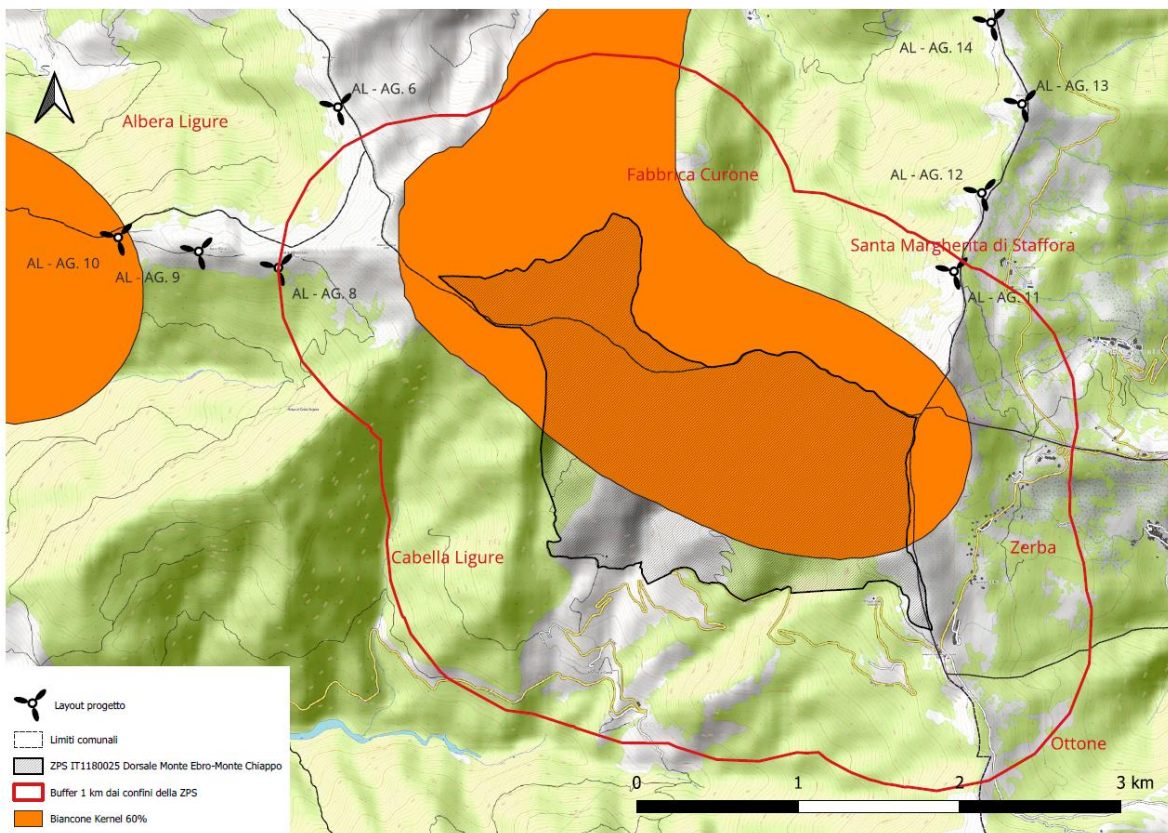 AL - AG. 14
AL - AG. 6
AL - AG. 13
Albera Ligure
Fabbrica Curone
AL - AG. 12
Santa Margherita di Staffora
AL - AG. 10
AL - AG. 9
AL - AG. 8
AL - AG. 11
Cabella Ligure
Zerba
Ottone
Layout progetto
Limiti comunali
ZPS IT1180025 Dorsale Monte Ebro-Monte Chiappo
Buffer 1 km dai confini della ZPS
Biancone Kernel 60%
0 1 2 3 km